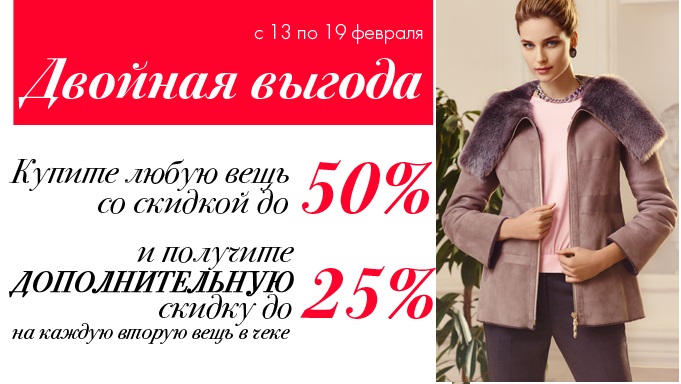 с 13 по 19 февраля
Двойная выгода
Купите любую вещь
со скидкой до 50%
и получите
ДОПОЛНИТЕЛЬНУЮ
скидку до 25%
на каждую вторую вещь в чеке